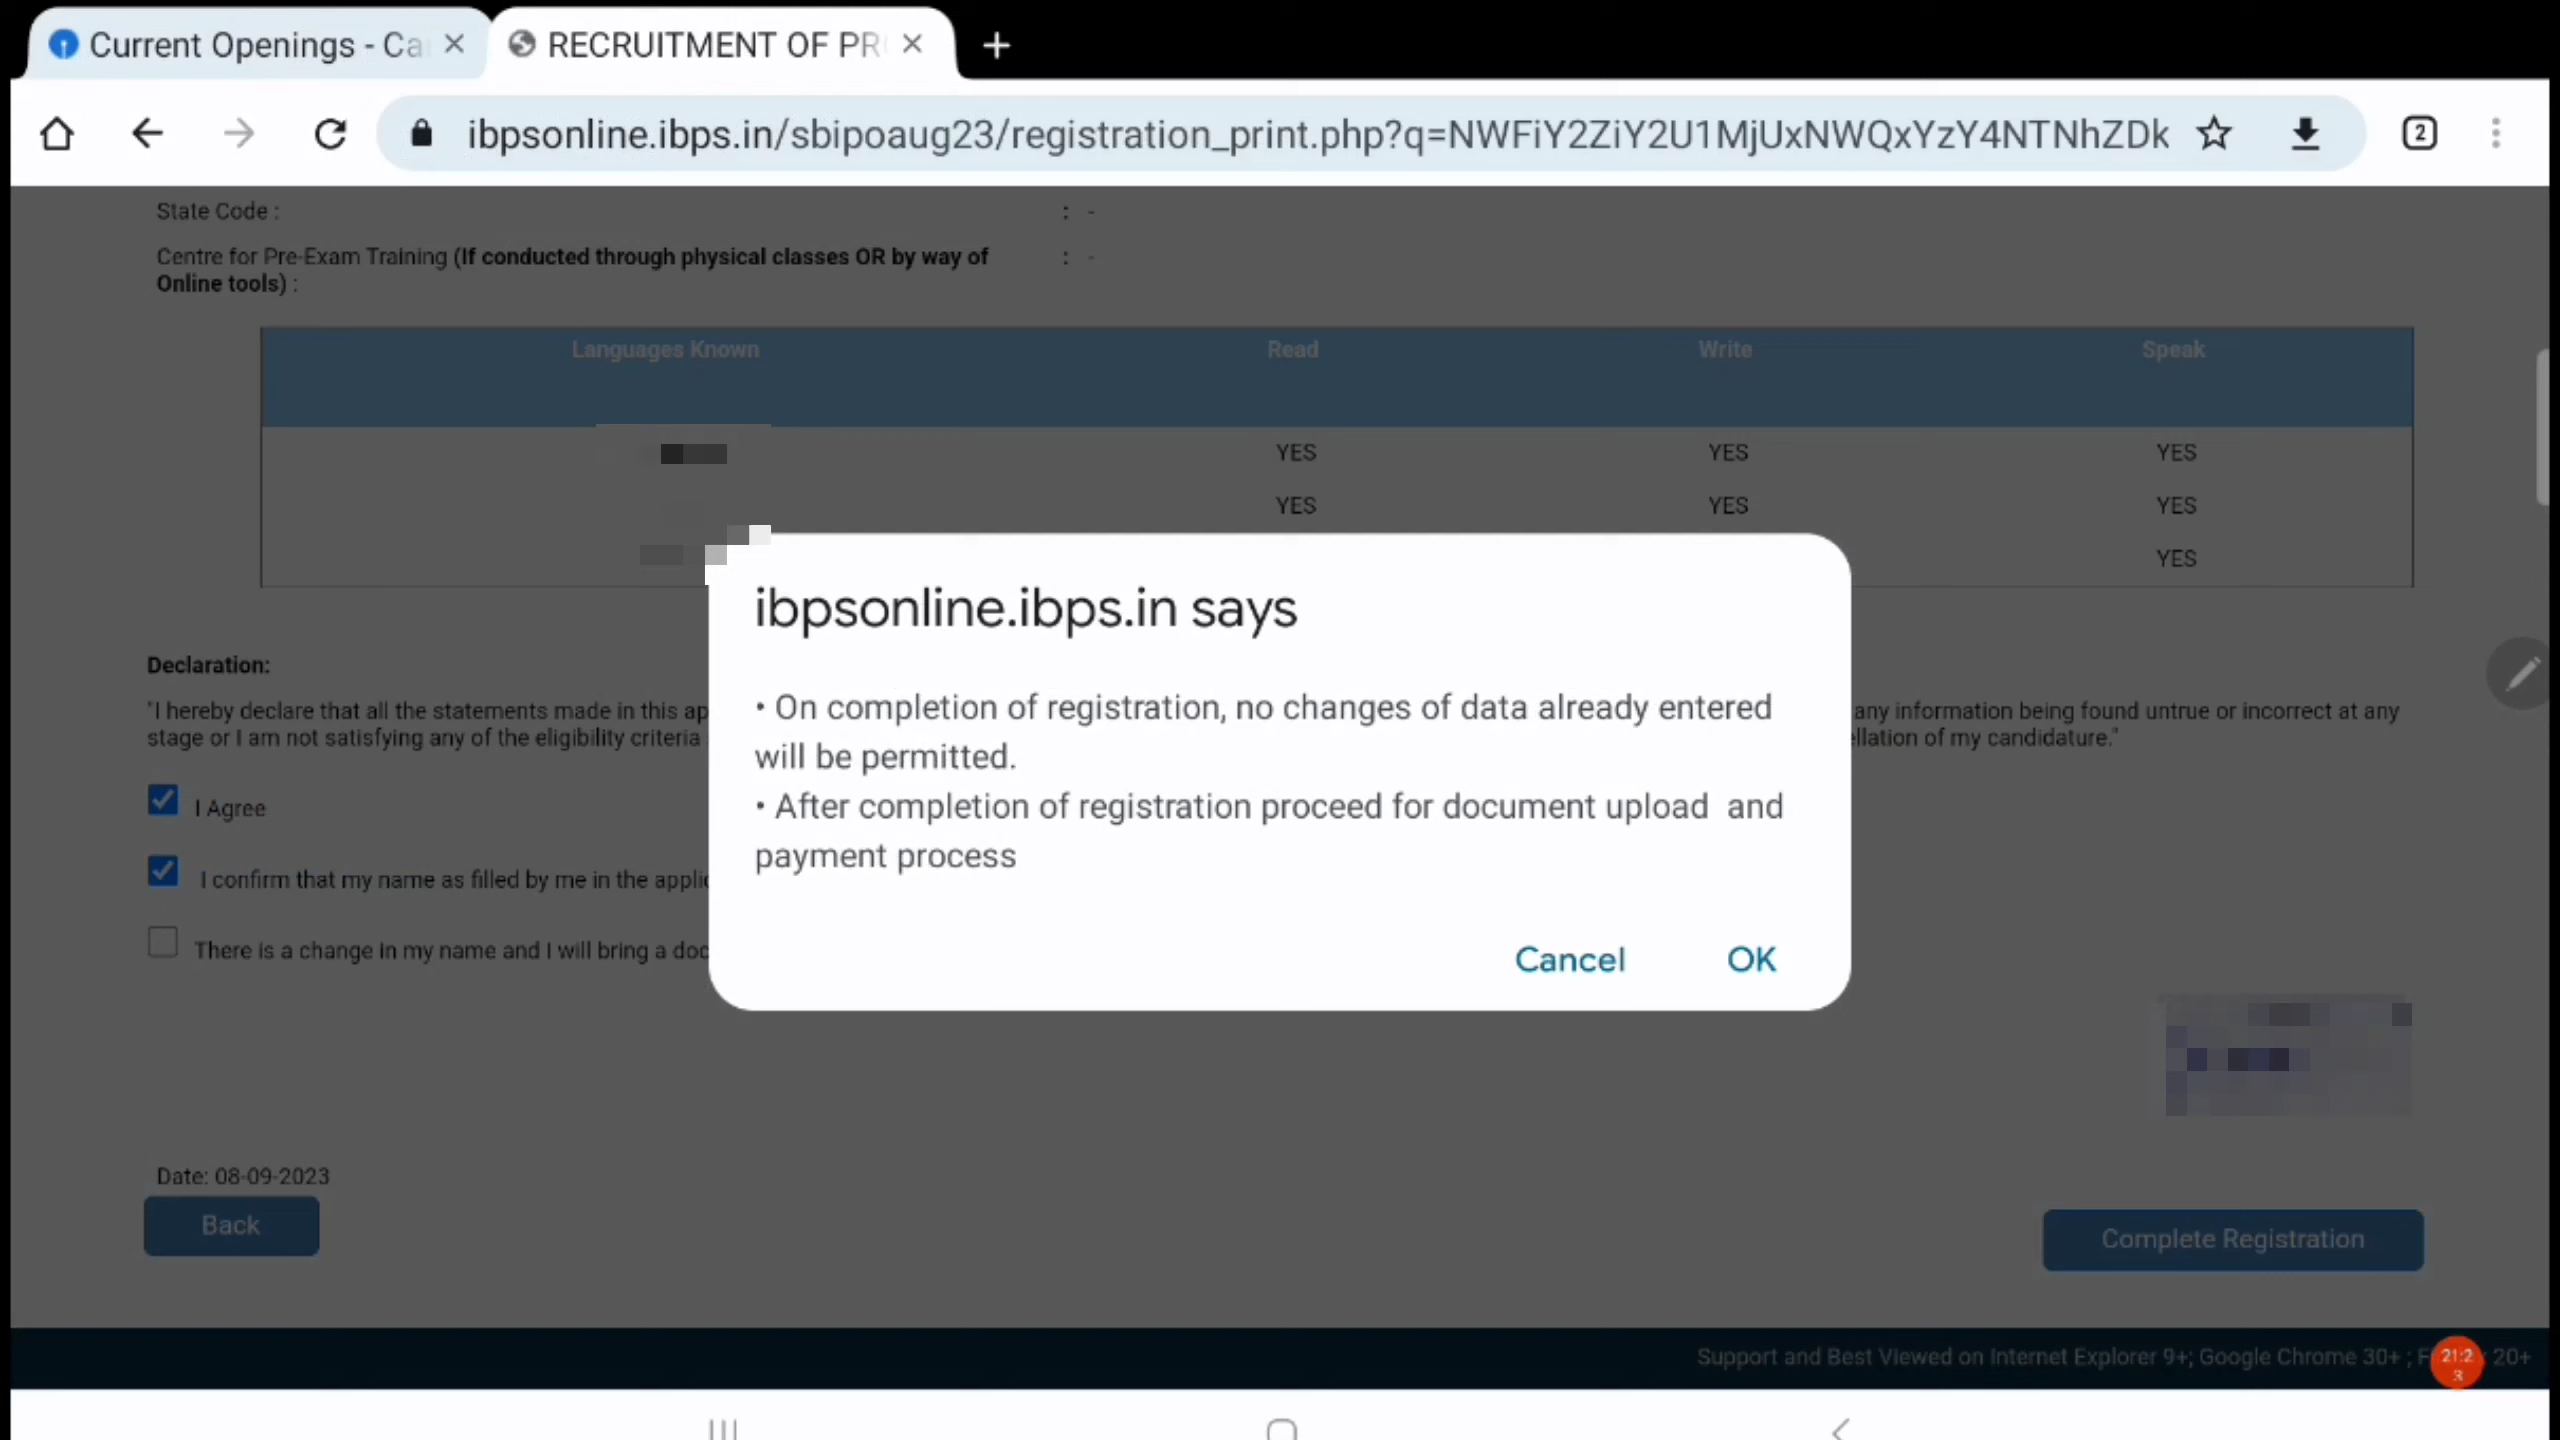 Current Openings - Ca
RECRUITMENT OF PR
ibpsonline.ibps.in/sbipoaug23/registration_print.php?q=NWFiY2ZiY2U1MjUxNWQxYzY4NTNhZDk
2
State Code : : -
Centre for Pre-Exam Training (If conducted through physical classes OR by way of : -
Online tools) :
Languages Known Read Write Speak
YES YES YES
YES YES YES
YES
ibpsonline.ibps.in says
• On completion of registration, no changes of data already entered
will be permitted.
• After completion of registration proceed for document upload and
payment process
Cancel OK
Declaration:
"I hereby declare that all the statements made in this ap any information being found untrue or incorrect at any
stage or I am not satisfying any of the eligibility criteria llation of my candidature."
I Agree
I confirm that my name as filled by me in the applic
There is a change in my name and I will bring a doc
Date: 08-09-2023
Back
Complete Registration
Support and Best Viewed on Internet Explorer 9+; Google Chrome 30+ ; F 20+
21:2
3